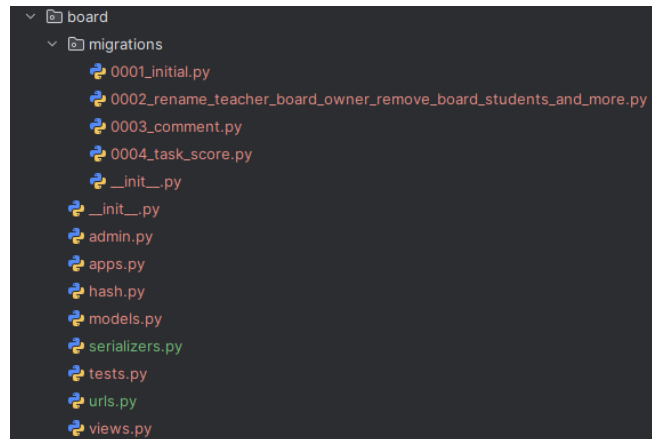 board
migrations
0001_initial.py
0002_rename_teacher_board_owner_remove_board_students_and_more.py
0003_comment.py
0004_task_score.py
__init__.py
__init__.py
admin.py
apps.py
hash.py
models.py
serializers.py
tests.py
urls.py
views.py